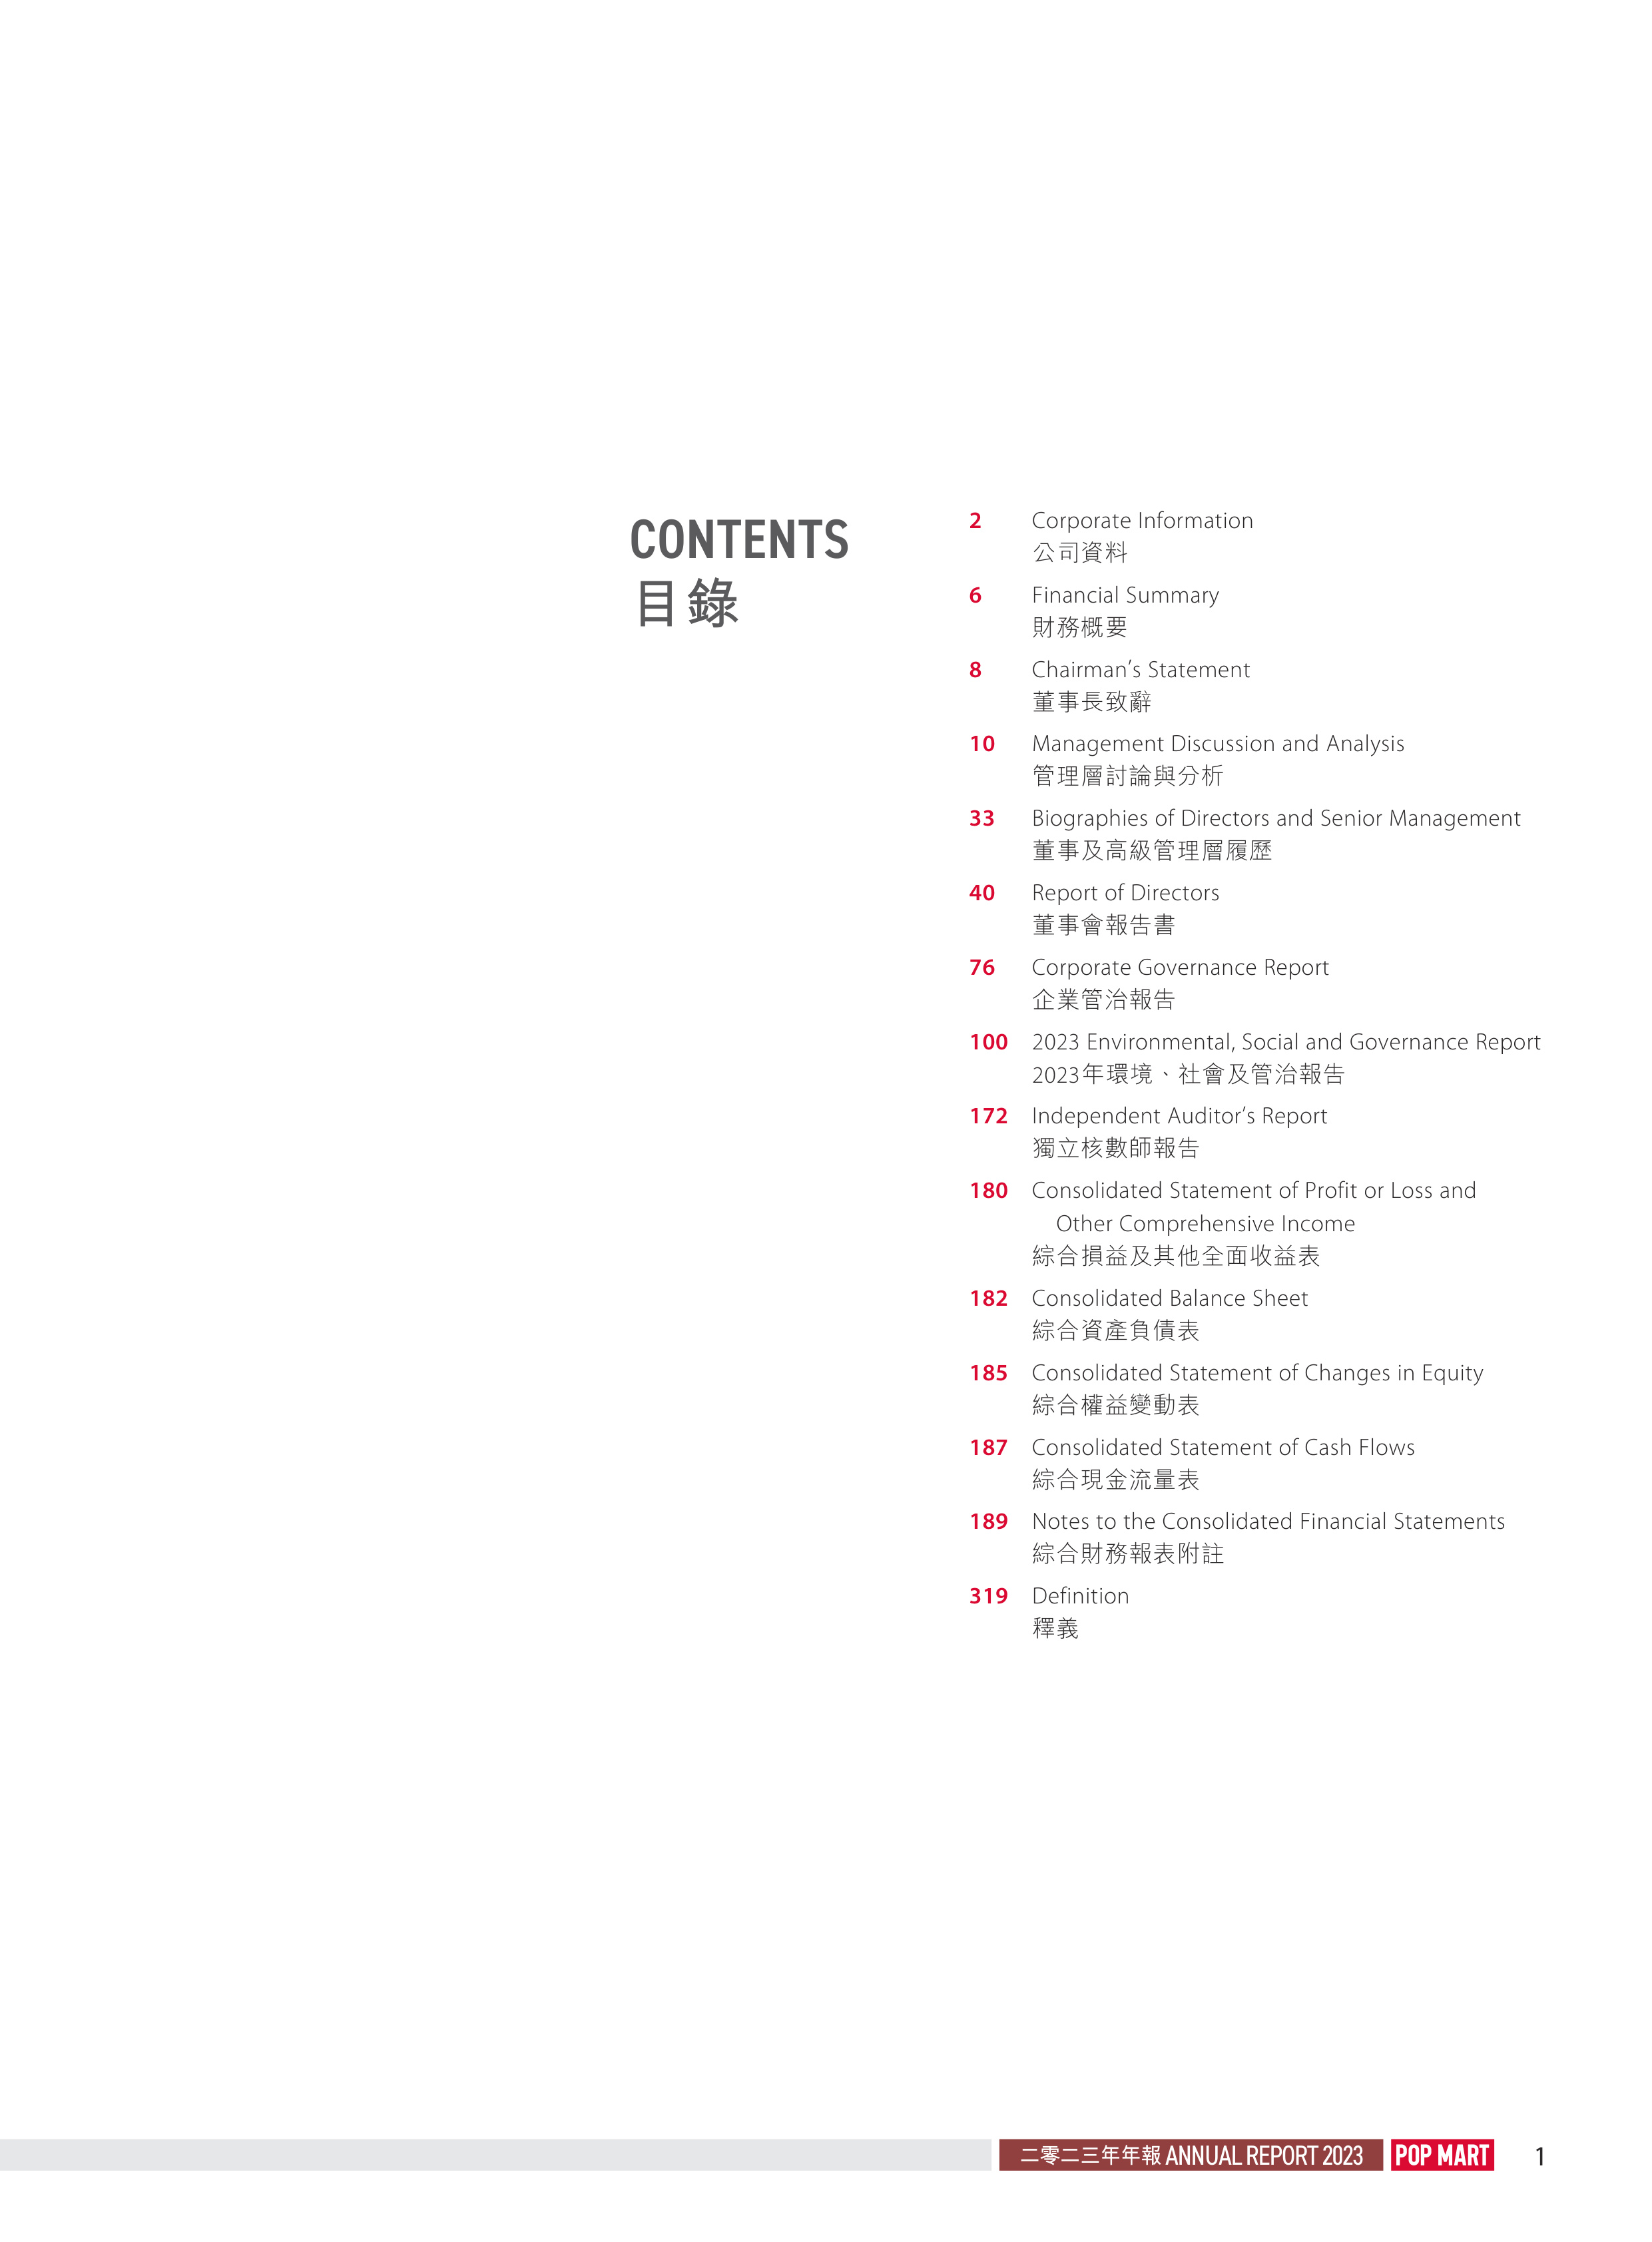 CONTENTS
目錄
2 Corporate Information
公司資料
6 Financial Summary
財務概要
8 Chairman’s Statement
董事長致辭
10 Management Discussion and Analysis
管理層討論與分析
33 Biographies of Directors and Senior Management
董事及高級管理層履歷
40 Report of Directors
董事會報告書
76 Corporate Governance Report
企業管治報告
100 2023 Environmental, Social and Governance Report
2023年環境、社會及管治報告
172 Independent Auditor’s Report
獨立核數師報告
180 Consolidated Statement of Profit or Loss and
Other Comprehensive Income
綜合損益及其他全面收益表
182 Consolidated Balance Sheet
綜合資產負債表
185 Consolidated Statement of Changes in Equity
綜合權益變動表
187 Consolidated Statement of Cash Flows
綜合現金流量表
189 Notes to the Consolidated Financial Statements
綜合財務報表附註
319 Definition
釋義
二零二三年年報 ANNUAL REPORT 2023 POP MART 1